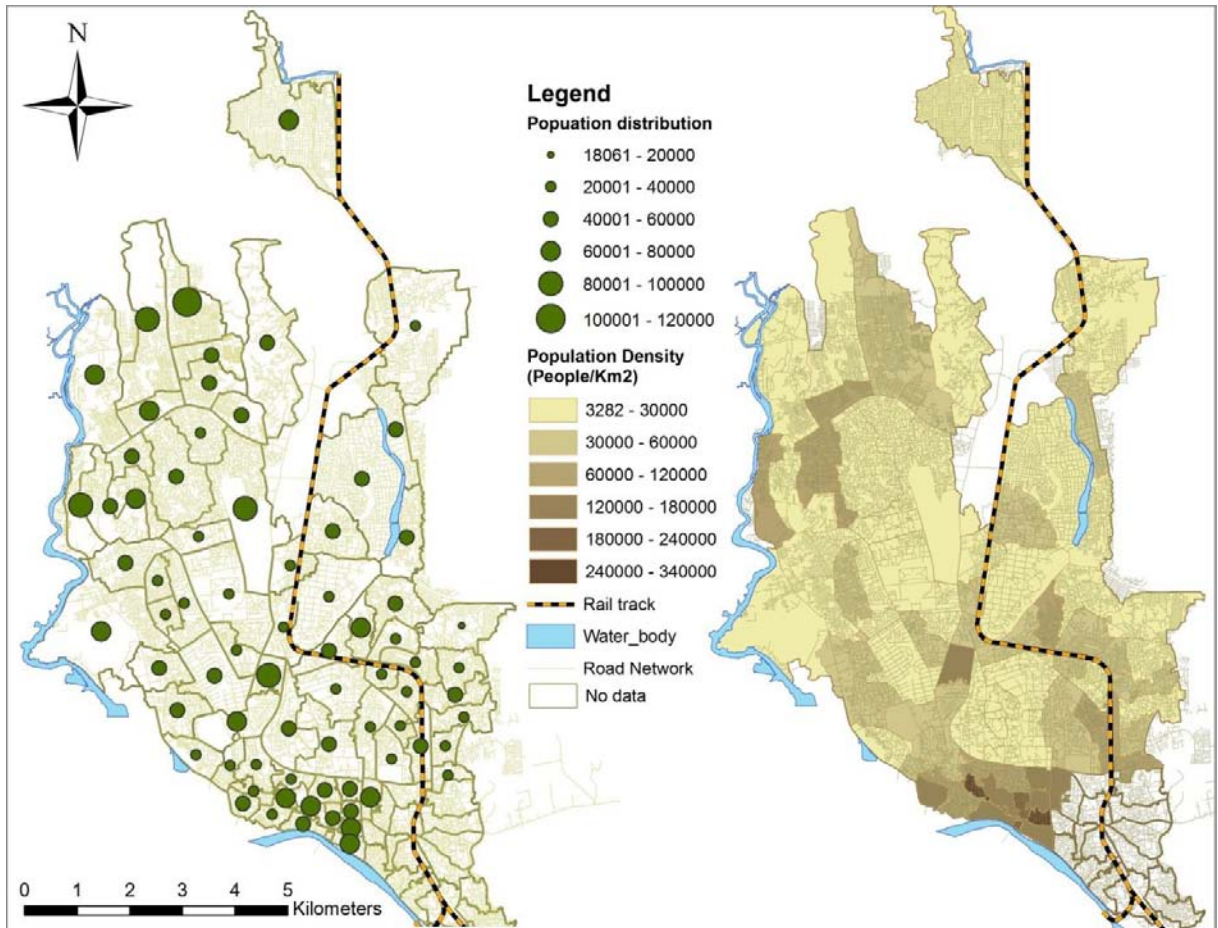 N
Legend
Popuation distribution
18061 - 20000
20001 - 40000
40001 - 60000
60001 - 80000
80001 - 100000
100001 - 120000
Population Density
(People/Km2)
3282 - 30000
30000 - 60000
60000 - 120000
120000 - 180000
180000 - 240000
240000 - 340000
Rail track
Water_body
Road Network
No data
0 1 2 3 4 5
Kilometers